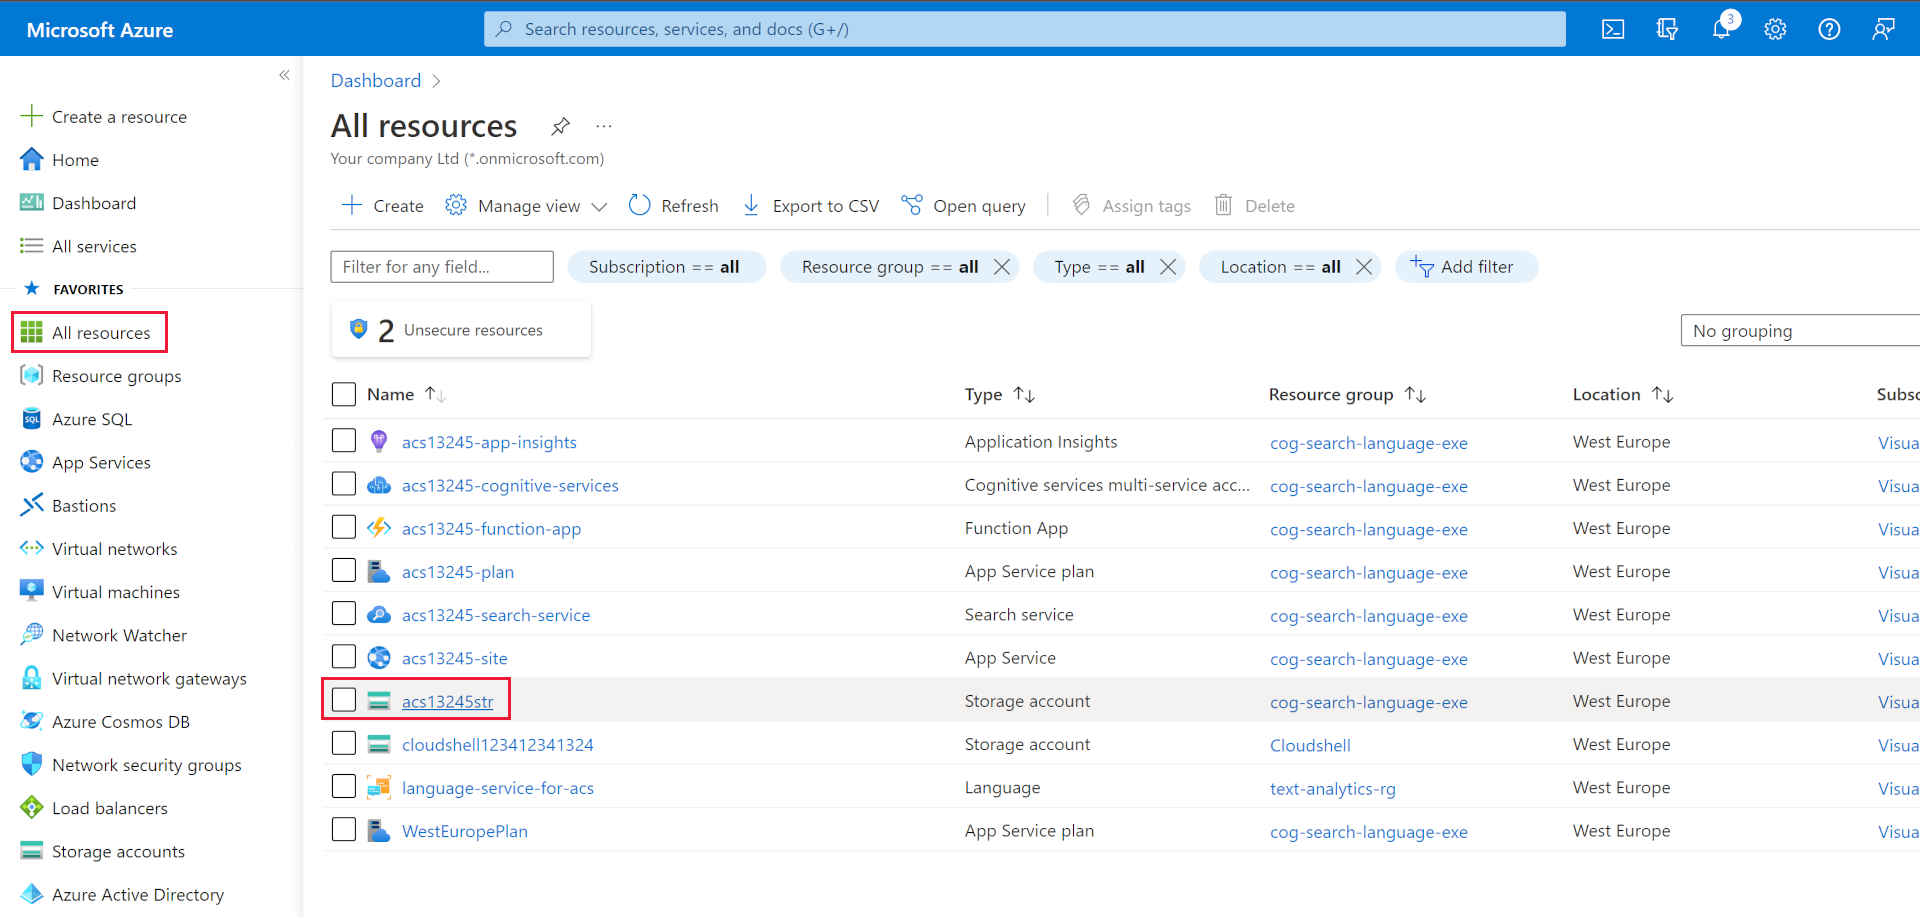 Microsoft Azure
Search resources, services, and docs (G+/)
3
«
Create a resource
Home
Dashboard
All services
FAVORITES
All resources
Resource groups
Azure SQL
App Services
Bastions
Virtual networks
Virtual machines
Network Watcher
Virtual network gateways
Azure Cosmos DB
Network security groups
Load balancers
Storage accounts
Azure Active Directory
Dashboard >
All resources ...
Your company Ltd (*.onmicrosoft.com)
Create Manage view Refresh Export to CSV Open query Assign tags Delete
Filter for any field... Subscription == all Resource group == all Type == all Location == all Add filter
2 Unsecure resources
No grouping
Name Type Resource group Location Subsc
acs13245-app-insights Application Insights cog-search-language-exe West Europe Visua
acs13245-cognitive-services Cognitive services multi-service acc... cog-search-language-exe West Europe Visua
acs13245-function-app Function App cog-search-language-exe West Europe Visua
acs13245-plan App Service plan cog-search-language-exe West Europe Visua
acs13245-search-service Search service cog-search-language-exe West Europe Visua
acs13245-site App Service cog-search-language-exe West Europe Visua
acs13245str Storage account cog-search-language-exe West Europe Visua
cloudshell123412341324 Storage account Cloudshell West Europe Visua
language-service-for-acs Language text-analytics-rg West Europe Visua
WestEuropePlan App Service plan cog-search-language-exe West Europe Visua